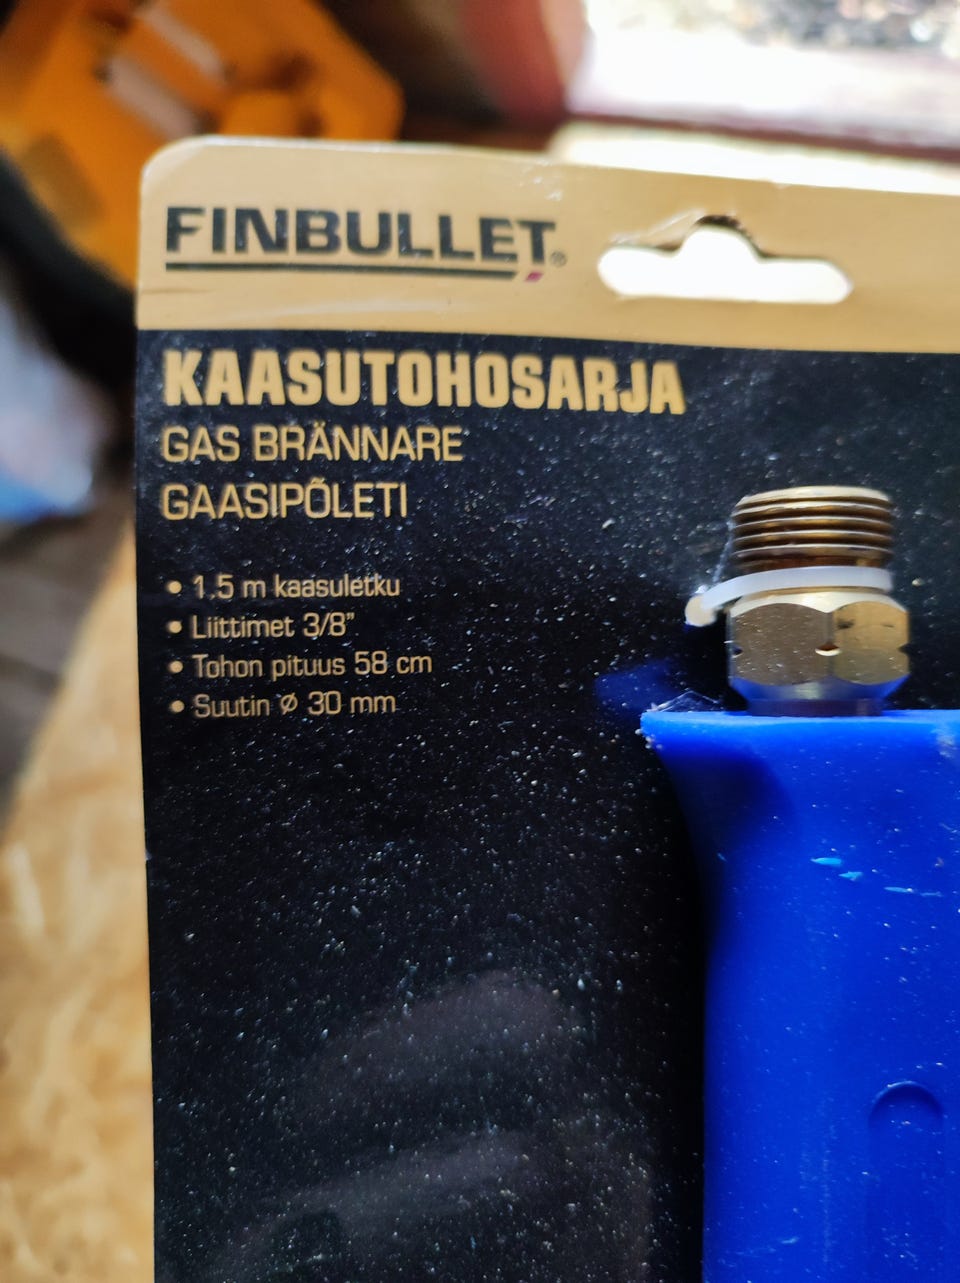 FINBULLET®
KAASUTOHOSARJA
GAS BRÄNNARE
GAASIPÕLETI
• 1.5 m kaasuletku
• Liittimet 3/8"
• Tohon pituus 58 cm
• Suutin Ø 30 mm